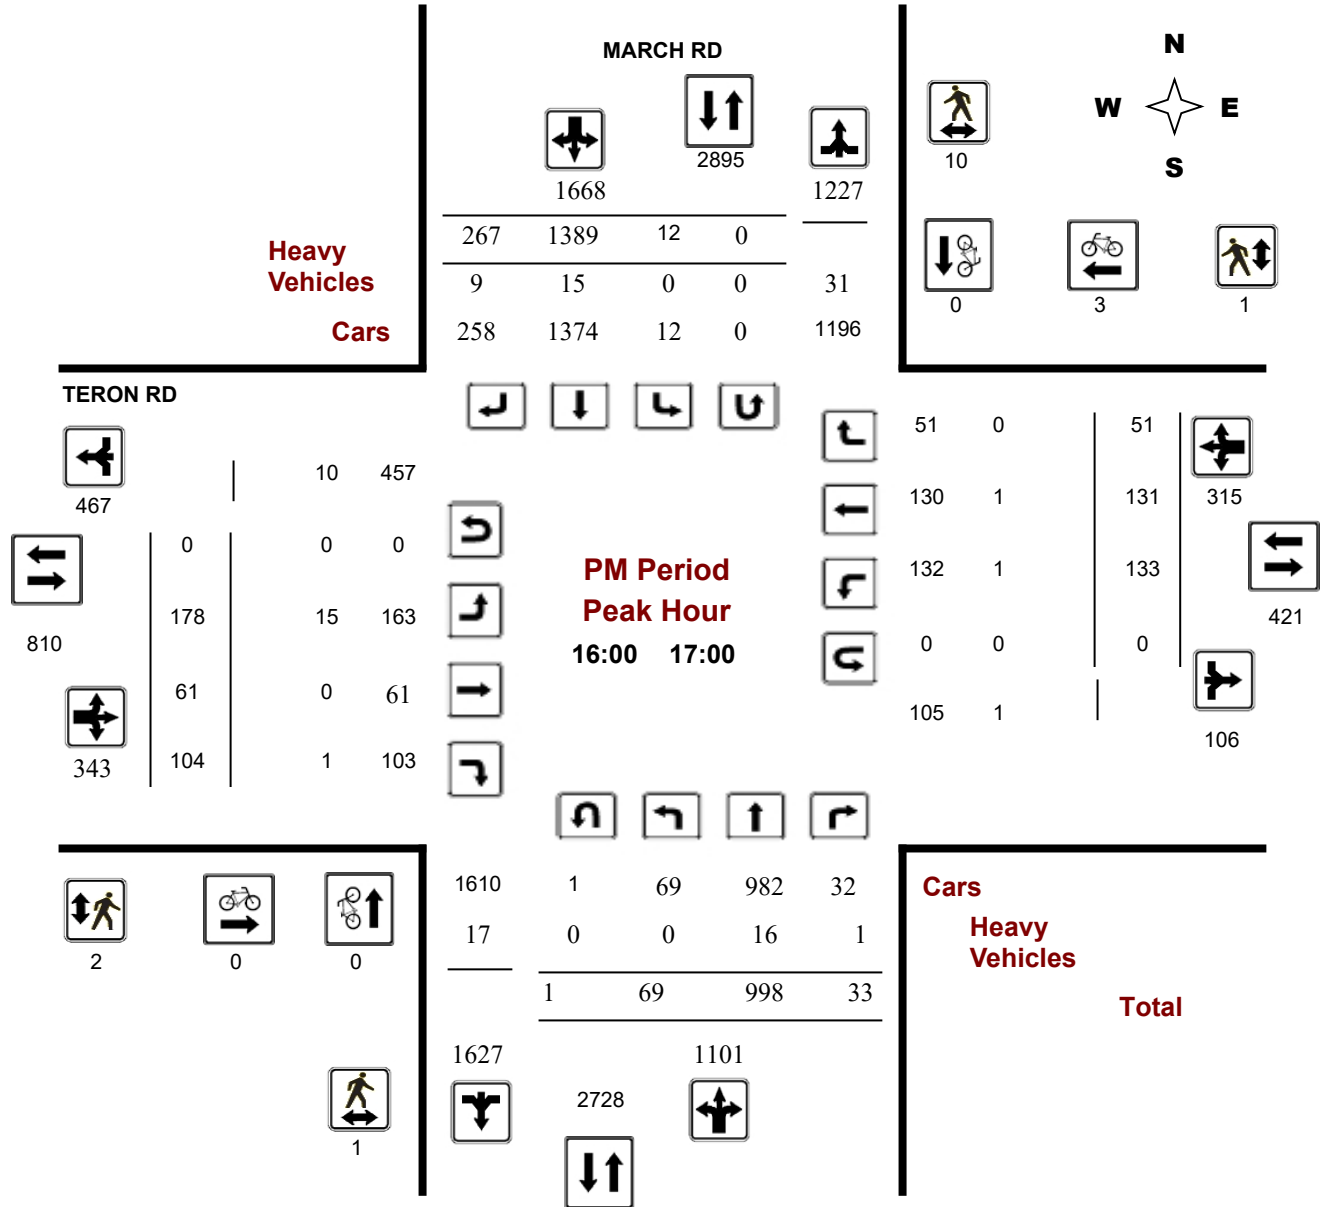 MARCH RD
N
W E
S
2895
10
1668
1227
267 1389 12 0
Heavy
Vehicles
9 15 0 0 31
Cars
258 1374 12 0 1196
0 3 1
TERON RD
51 0 51
10 457
467
130 1 131 315
0 0 0
PM Period
132 1 133
178 15 163
Peak Hour
421
810
16:00 17:00
0 0 0
61 0 61
105 1
106
343 104 1 103
1610 1 69 982 32
Cars
17 0 0 16 1
Heavy
Vehicles
2 0 0
1 69 998 33
Total
1627 1101
2728
1